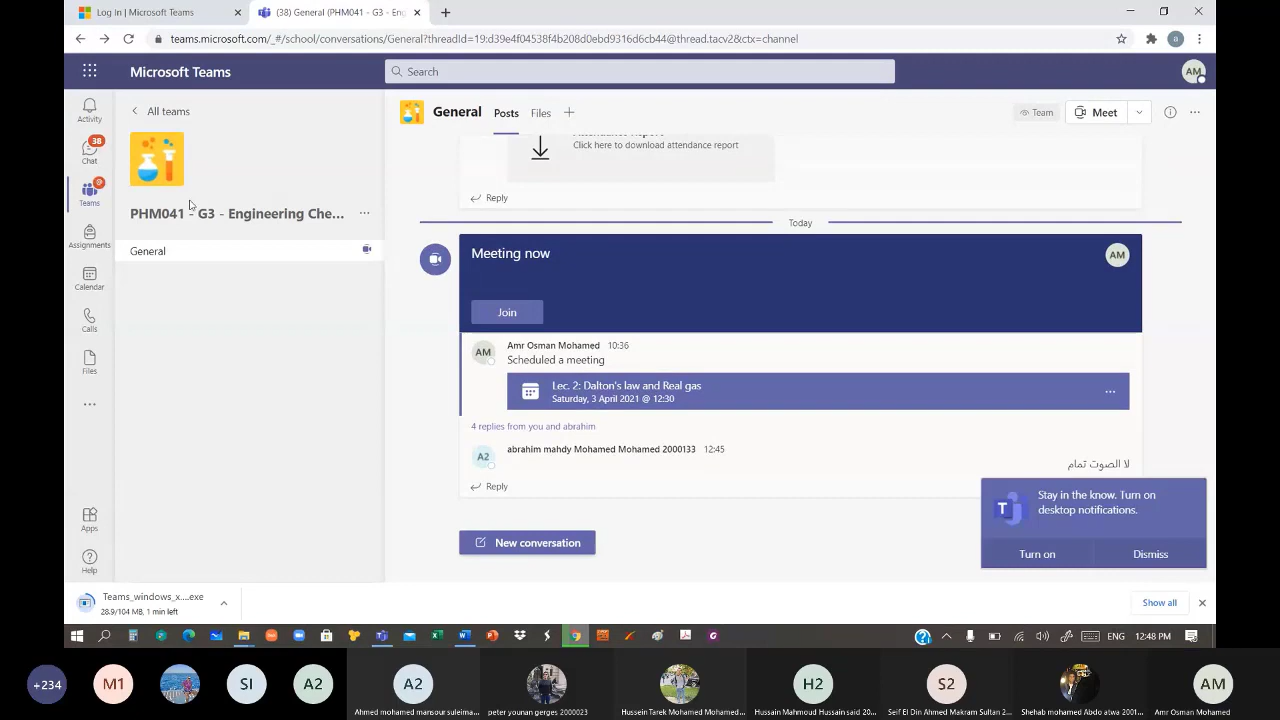 Log In | Microsoft Teams
(38) General (PHM041 - G3 - Eng
teams.microsoft.com/_#/school/conversations/General?threadId=19:d39e4f04538f4b208d0ebd9316d6cb44@thread.tacv2&ctx=channel
Microsoft Teams
Search
AM
Activity
38
Chat
Teams
Assignments
Calendar
Calls
Files
Apps
Help
All teams
PHM041 - G3 - Engineering Che...
General
General
Posts
Files
Team
Meet
Click here to download attendance report
Reply
Today
Meeting now
AM
Join
AM
Amr Osman Mohamed 10:36
Scheduled a meeting
Lec. 2: Dalton's law and Real gas
Saturday, 3 April 2021 @ 12:30
4 replies from you and abrahim
A2
abrahim mahdy Mohamed Mohamed 2000133 12:45
لا الصوت تمام
Reply
New conversation
T
Stay in the know. Turn on
desktop notifications.
Turn on
Dismiss
Teams_windows_x....exe
28.9/104 MB, 1 min left
Show all
ENG
12:48 PM
+234
M1
SI
A2
A2
H2
S2
AM
Ahmed mohamed mansour suleima...
peter younan gerges 2000023
Hussein Tarek Mohamed Mohamed...
Hussain Mahmoud Hussain said 20...
Seif El Din Ahmed Makram Sultan 2...
Shehab mohamed Abdo atwa 2001...
Amr Osman Mohamed